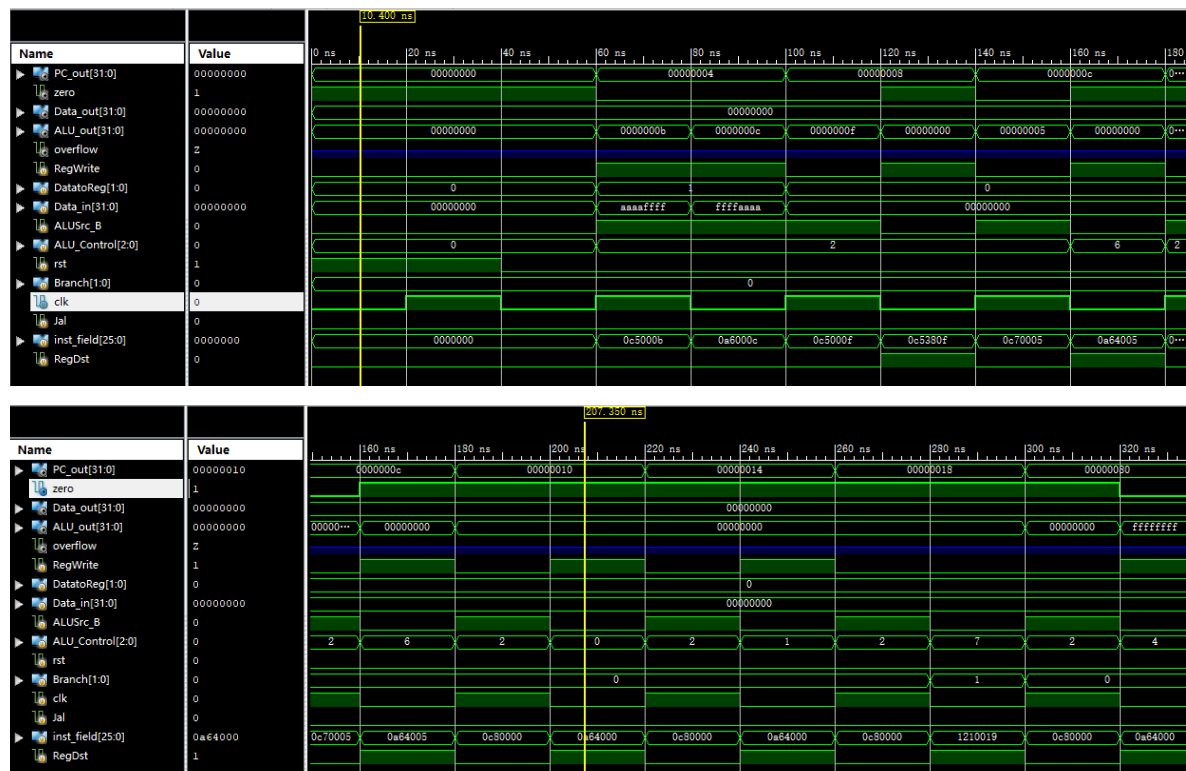 10.400 ns
Name Value 0 ns 20 ns 40 ns 60 ns 80 ns 100 ns 120 ns 140 ns 160 ns 180
PC_out[31:0] 00000000 00000000 00000004 00000008 0000000c 0···
zero 1
Data_out[31:0] 00000000 00000000
ALU_out[31:0] 00000000 00000000 0000000b 0000000c 0000000f 00000000 00000005 00000000 0···
overflow Z
RegWrite 0
DatatoReg[1:0] 0 0 1 0
Data_in[31:0] 00000000 00000000 aaaaffff ffffaaaa 00000000
ALUSrc_B 0
ALU_Control[2:0] 0 0 2 6 2
rst 1
Branch[1:0] 0 0
clk 0
Jal 0
inst_field[25:0] 0000000 0000000 0c5000b 0a6000c 0c5000f 0c5380f 0c70005 0a64005 0···
RegDst 0
207.350 ns
Name Value 160 ns 180 ns 200 ns 220 ns 240 ns 260 ns 280 ns 300 ns 320 ns
PC_out[31:0] 00000010 0000000c 00000010 00000014 00000018 00000080
zero 1
Data_out[31:0] 00000000 00000000
ALU_out[31:0] 00000000 00000··· 00000000 00000000 00000000 ffffffff
overflow Z
RegWrite 1
DatatoReg[1:0] 0 0
Data_in[31:0] 00000000 00000000
ALUSrc_B 0
ALU_Control[2:0] 0 2 6 2 0 2 1 2 7 2 4
rst 0
Branch[1:0] 0 0 1 0
clk 0
Jal 0
inst_field[25:0] 0a64000 0c70005 0a64005 0c80000 0a64000 0c80000 0a64000 0c80000 1210019 0c80000 0a64000
RegDst 1